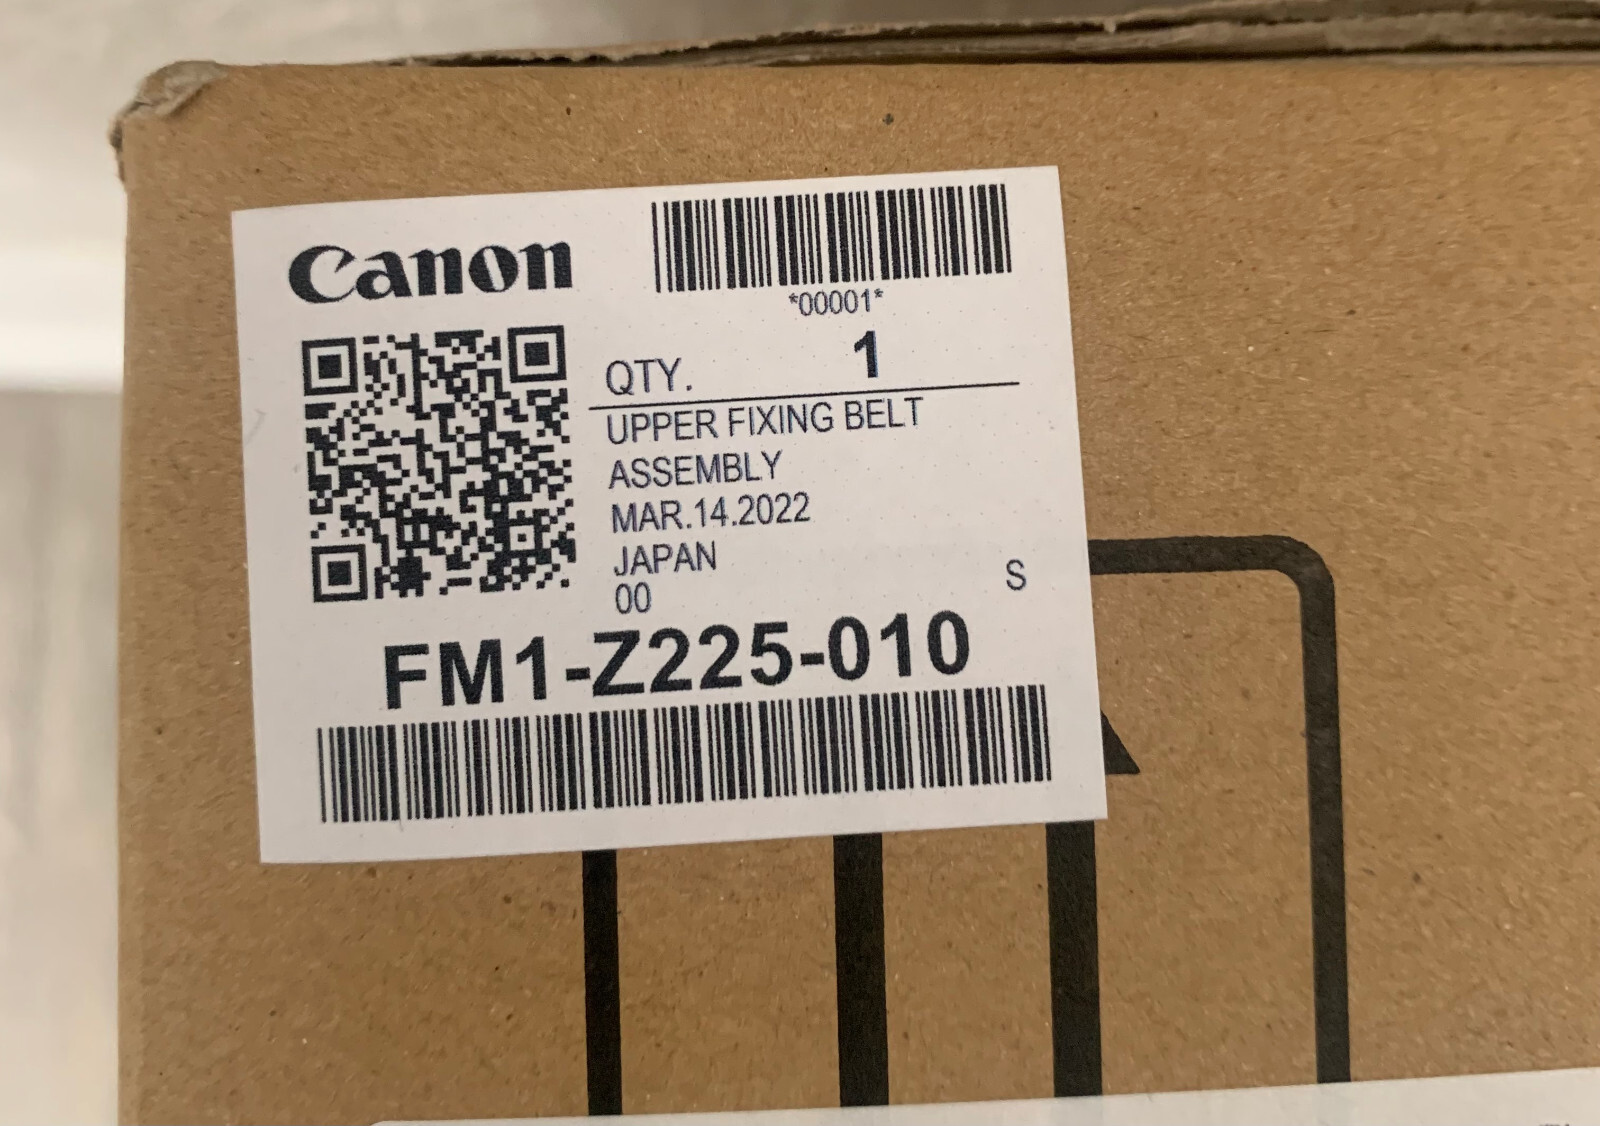 Canon
*00001*
QTY. 1
UPPER FIXING BELT
ASSEMBLY
MAR.14.2022
JAPAN
00 S
FM1-Z225-010